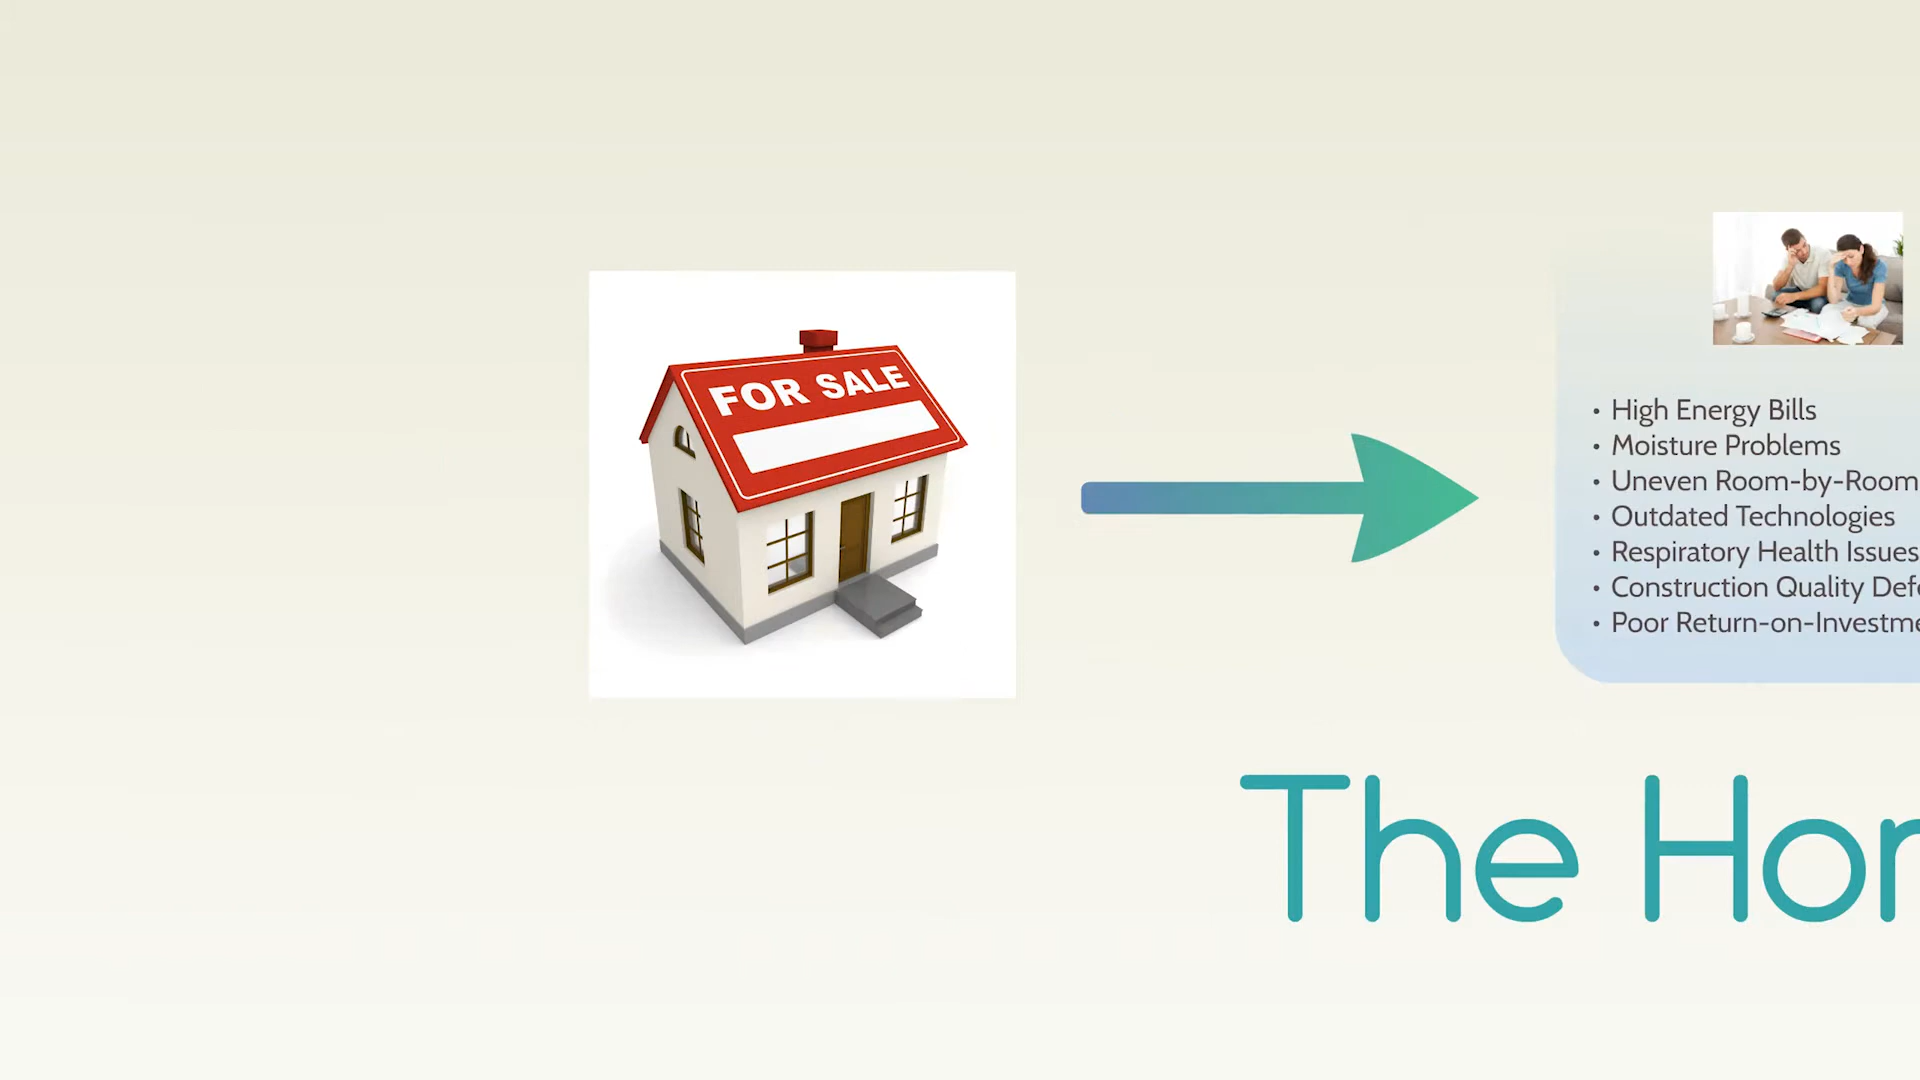 FOR SALE
• High Energy Bills
• Moisture Problems
• Uneven Room-by-Room
• Outdated Technologies
• Respiratory Health Issues
• Construction Quality
• Poor
The